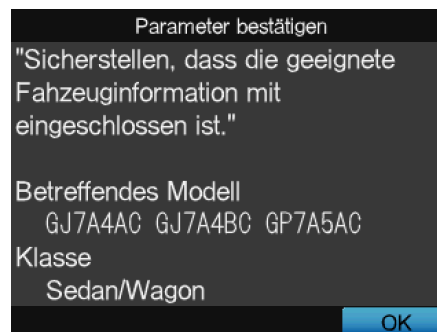 Parameter bestätigen
"Sicherstellen, dass die geeignete
Fahzeuginformation mit
eingeschlossen ist."
Betreffendes Modell
GJ7A4AC GJ7A4BC GP7A5AC
Klasse
Sedan/Wagon
OK